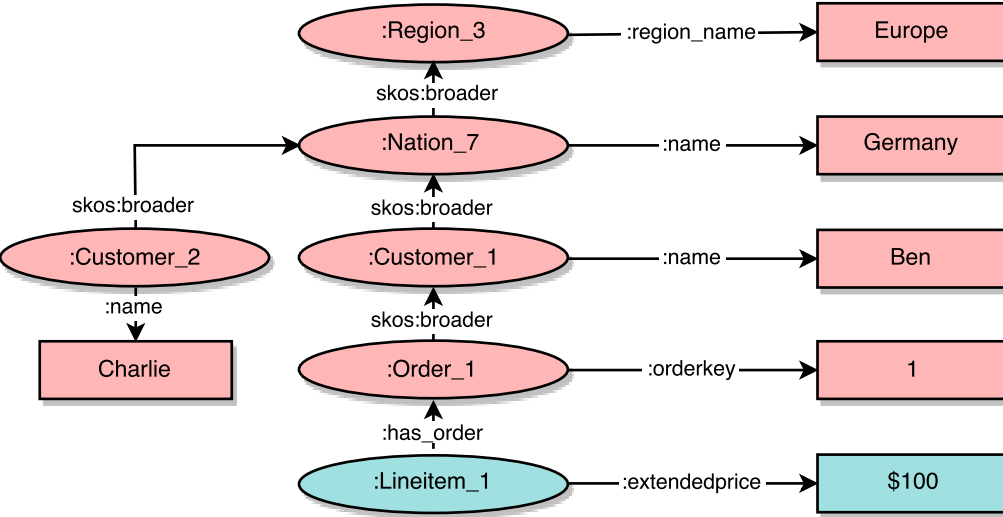 :Region_3
:region_name
Europe
skos:broader
:Nation_7
:name
Germany
skos:broader
skos:broader
:Customer_2
:Customer_1
:name
Ben
:name
skos:broader
Charlie
:Order_1
:orderkey
1
:has_order
:Lineitem_1
:extendedprice
$100